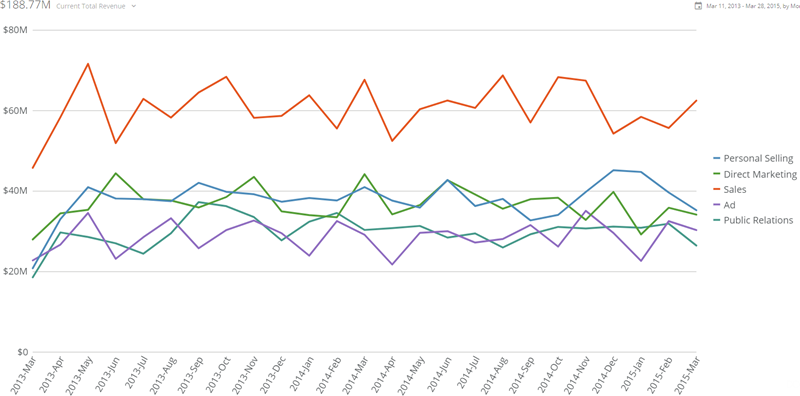 $188.77M Current Total Revenue
Mar 11, 2013 - Mar 28, 2015, by Mo
$80M
$60M
$40M
$20M
$0
2013-Mar
2013-Apr
2013-May
2013-Jun
2013-Jul
2013-Aug
2013-Sep
2013-Oct
2013-Nov
2013-Dec
2014-Jan
2014-Feb
2014-Mar
2014-Apr
2014-May
2014-Jun
2014-Jul
2014-Aug
2014-Sep
2014-Oct
2014-Nov
2014-Dec
2015-Jan
2015-Feb
2015-Mar
Personal Selling
Direct Marketing
Sales
Ad
Public Relations